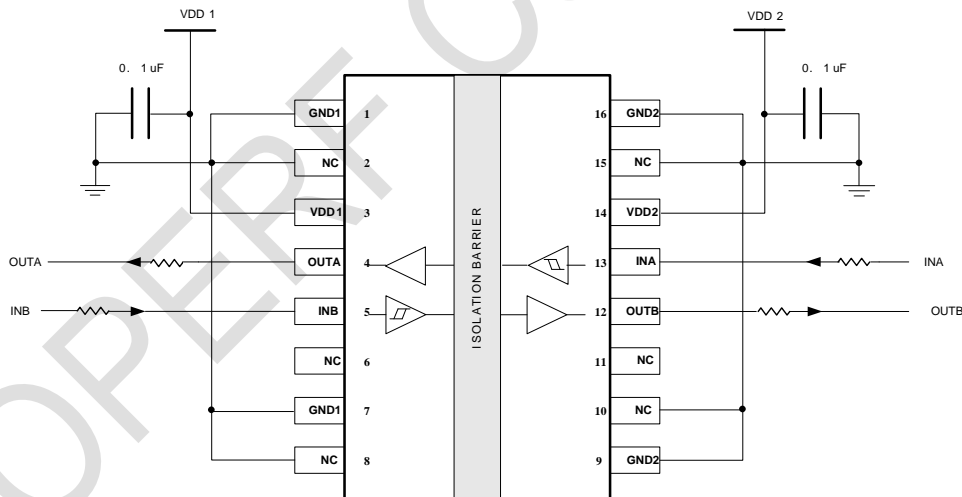 VDD 1
VDD 2
0. 1 uF
0. 1 uF
GND1 1
16 GND2
NC 2
15 NC
VDD1 3
14 VDD2
OUTA
OUTA 4
13 INA
INA
INB
INB 5
12 OUTB
OUTB
NC 6
11 NC
GND1 7
10 NC
NC 8
9 GND2
ISOLATION BARRIER
OPERF C